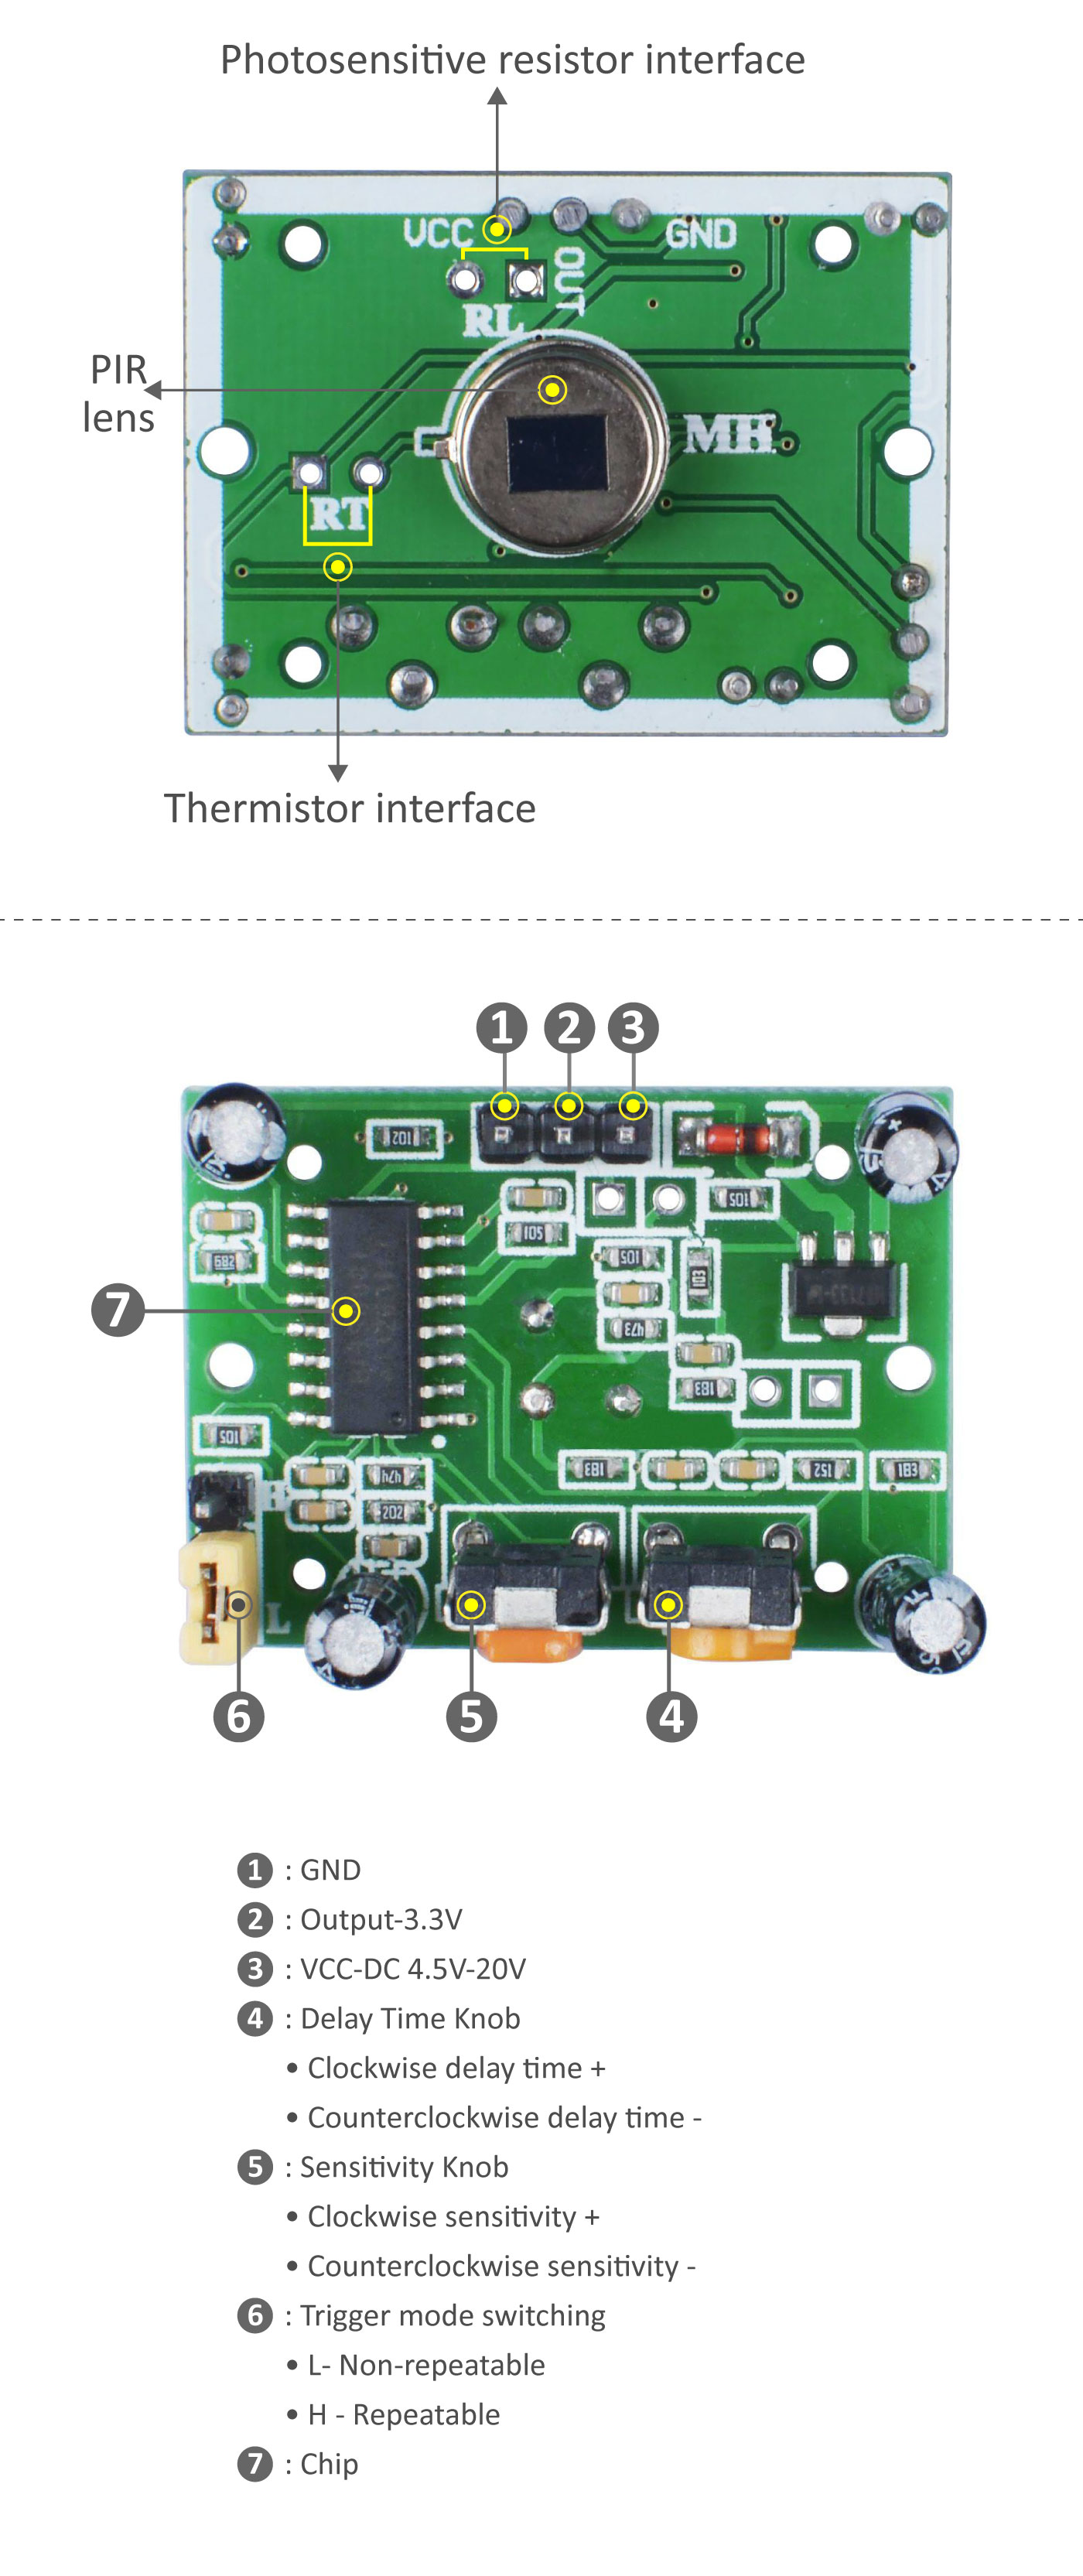 Photosensitive resistor interface
VCC
GND
OUT
RL
PIR
lens
MH
RT
Thermistor interface
1 2 3
102
105
105
682
105
103
7
473
183
105
474
183
152
183
202
H
L
6 5 4
1 : GND
2 : Output-3.3V
3 : VCC-DC 4.5V-20V
4 : Delay Time Knob
• Clockwise delay time +
• Counterclockwise delay time -
5 : Sensitivity Knob
• Clockwise sensitivity +
• Counterclockwise sensitivity -
6 : Trigger mode switching
• L- Non-repeatable
• H - Repeatable
7 : Chip